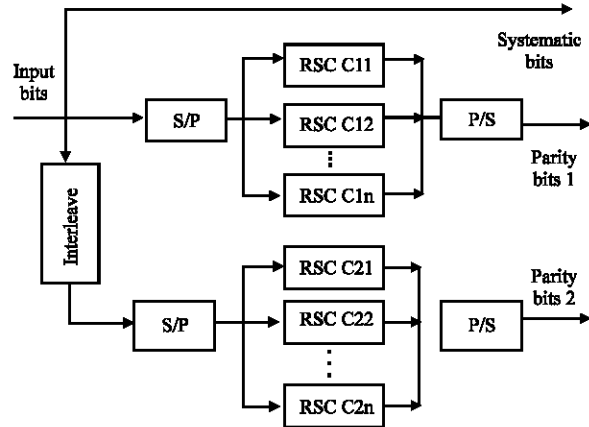 Systematic
bits
Input
bits
S/P
RSC C11
RSC C12
RSC C1n
P/S
Parity
bits 1
Interleave
S/P
RSC C21
RSC C22
RSC C2n
P/S
Parity
bits 2